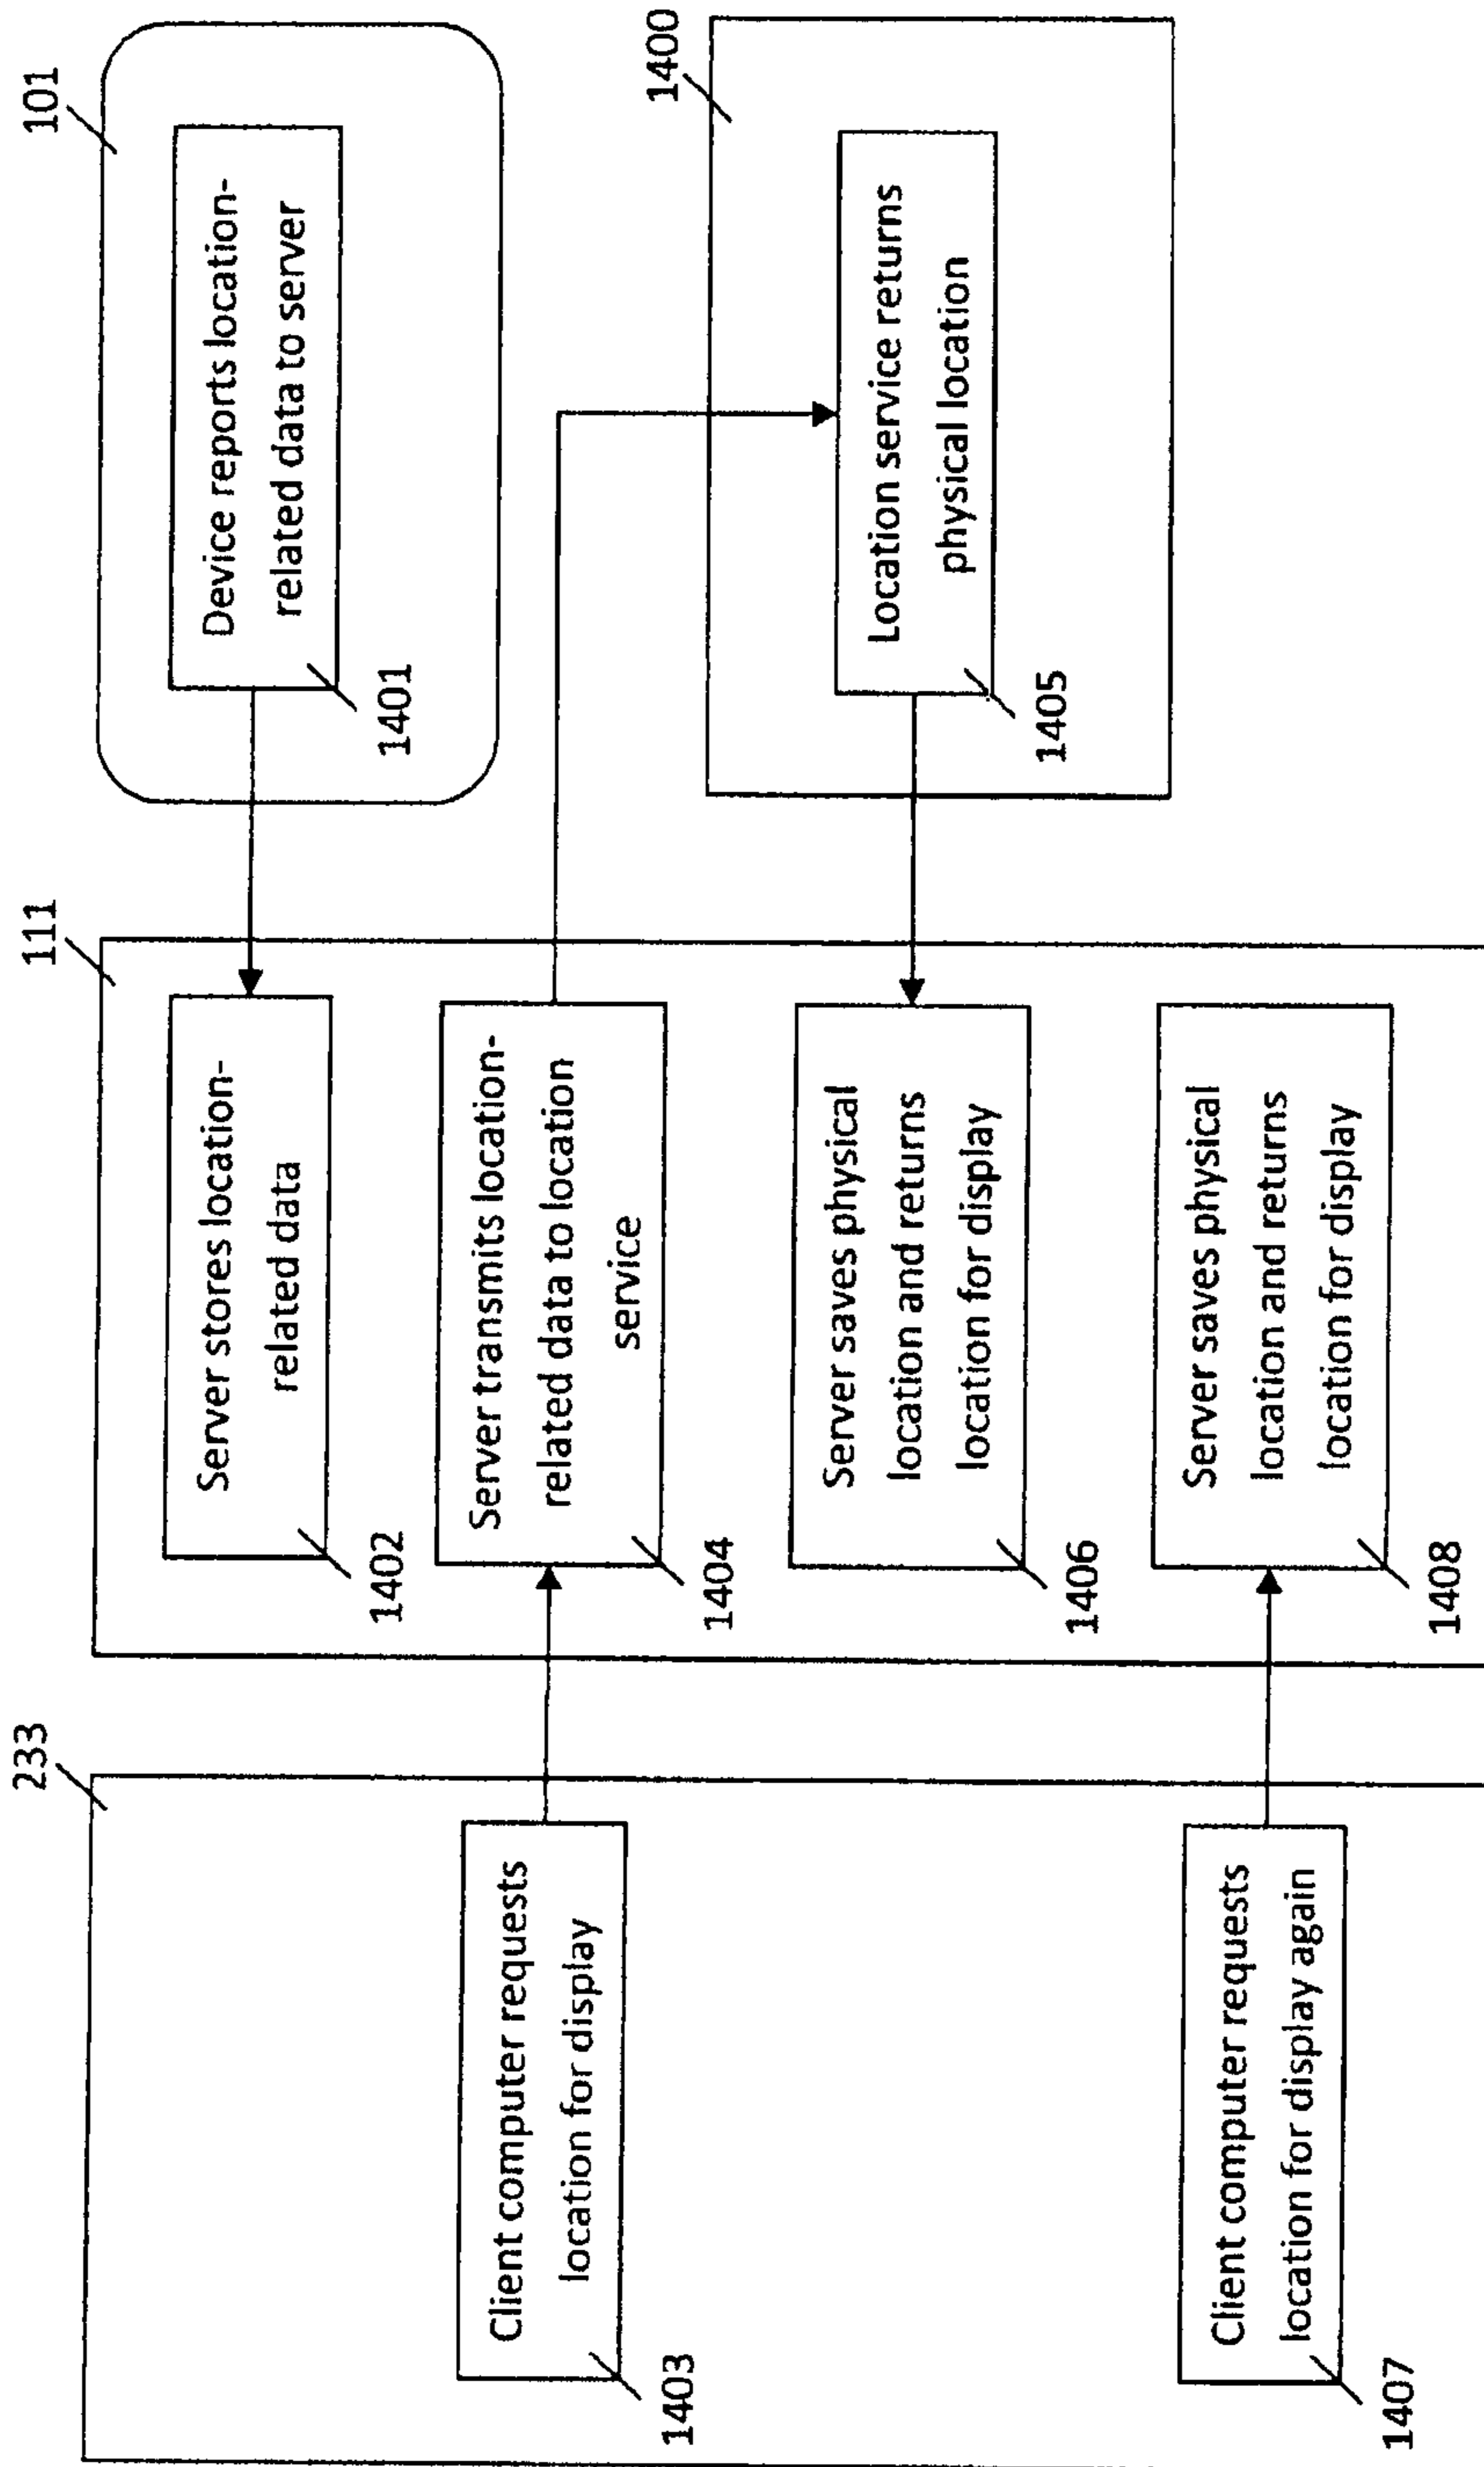 233
111
101
Client computer requests
location for display
1403
Client computer requests
location for display again
1407
Server stores location-
related data
1402
Server transmits location-
related data to location
service
1404
Server saves physical
location and returns
location for display
1406
Server saves physical
location and returns
location for display
1408
Device reports location-
related data to server
1401
1400
Location service returns
physical location
1405